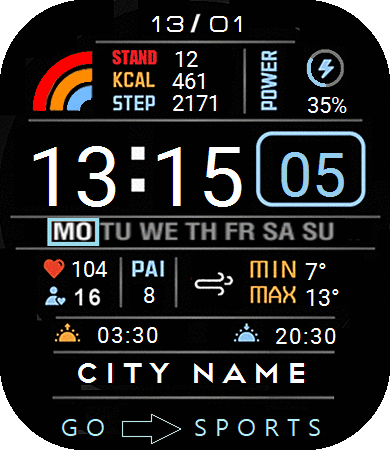 13/01
STAND 12
KCAL 461
STEP 2171
POWER
35%
13:15 05
MO TU WE TH FR SA SU
104 PAI MIN 7°
16 8 MAX 13°
03:30 20:30
CITY NAME
GO SPORTS